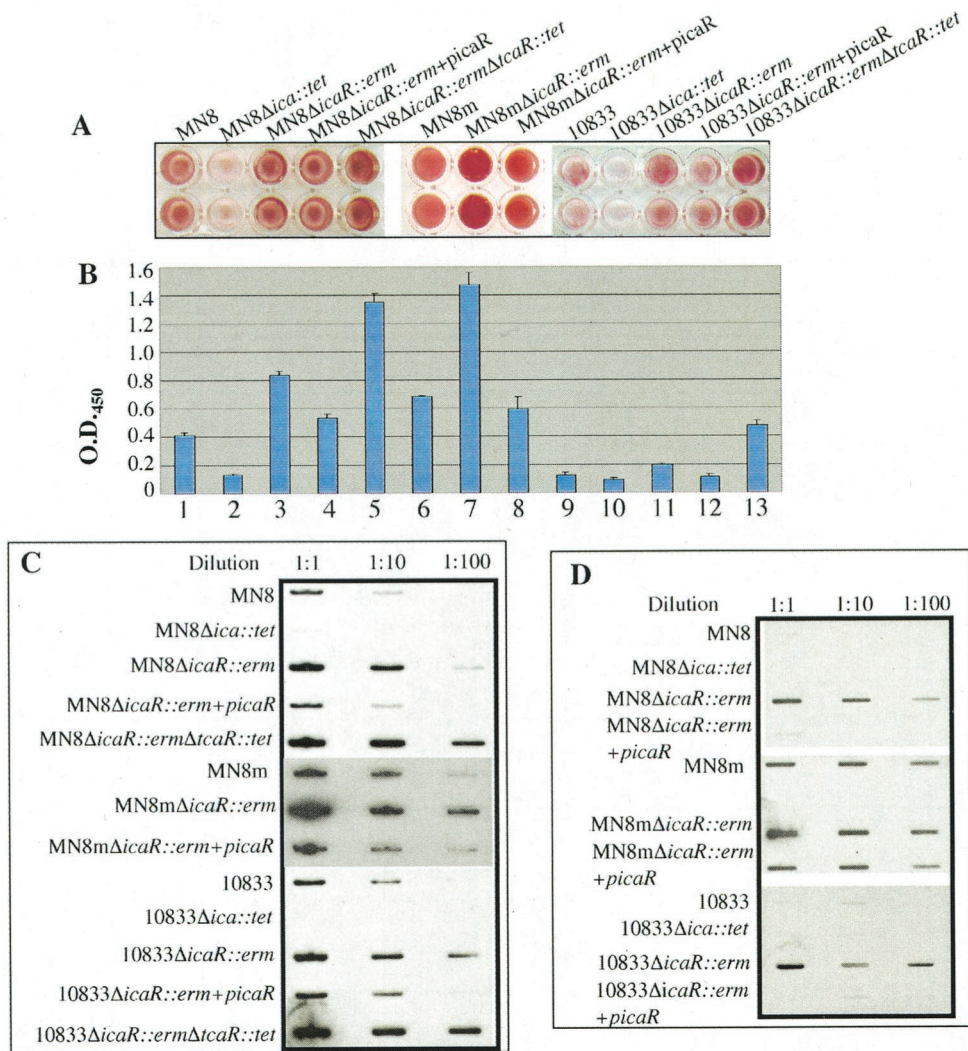 A
MN8
MN8Δica::tet
MN8ΔicaR::erm
MN8ΔicaR::erm+picaR
MN8ΔicaR::ermΔtcaR::tet
MN8m
MN8mΔicaR::erm
MN8mΔicaR::erm+picaR
10833
10833Δica::tet
10833ΔicaR::erm
10833ΔicaR::erm+picaR
10833ΔicaR::ermΔtcaR::tet
B
O.D.450
1.6
1.4
1.2
1.0
0.8
0.6
0.4
0.2
0
1 2 3 4 5 6 7 8 9 10 11 12 13
C
Dilution 1:1 1:10 1:100
MN8
MN8Δica::tet
MN8ΔicaR::erm
MN8ΔicaR::erm+picaR
MN8ΔicaR::ermΔtcaR::tet
MN8m
MN8mΔicaR::erm
MN8mΔicaR::erm+picaR
10833
10833Δica::tet
10833ΔicaR::erm
10833ΔicaR::erm+picaR
10833ΔicaR::ermΔtcaR::tet
D
Dilution 1:1 1:10 1:100
MN8
MN8Δica::tet
MN8ΔicaR::erm
MN8ΔicaR::erm
+picaR
MN8m
MN8mΔicaR::erm
MN8mΔicaR::erm
+picaR
10833
10833Δica::tet
10833ΔicaR::erm
10833ΔicaR::erm
+picaR